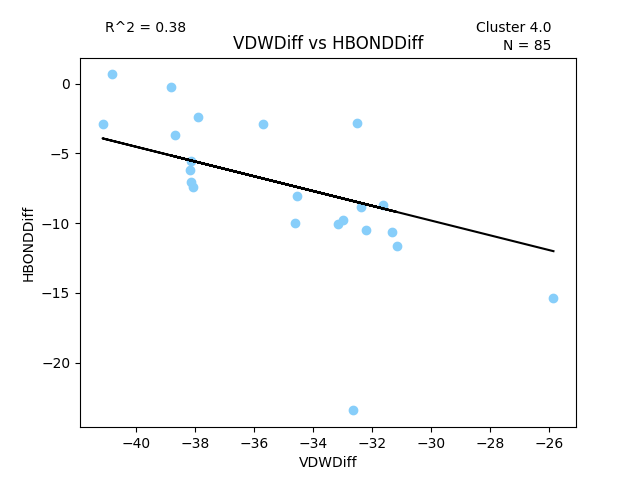 R^2 = 0.38
Cluster 4.0
N = 85
VDWDiff vs HBONDDiff
0
−5
−10
−15
−20
HBONDDiff
−40 −38 −36 −34 −32 −30 −28 −26
VDWDiff